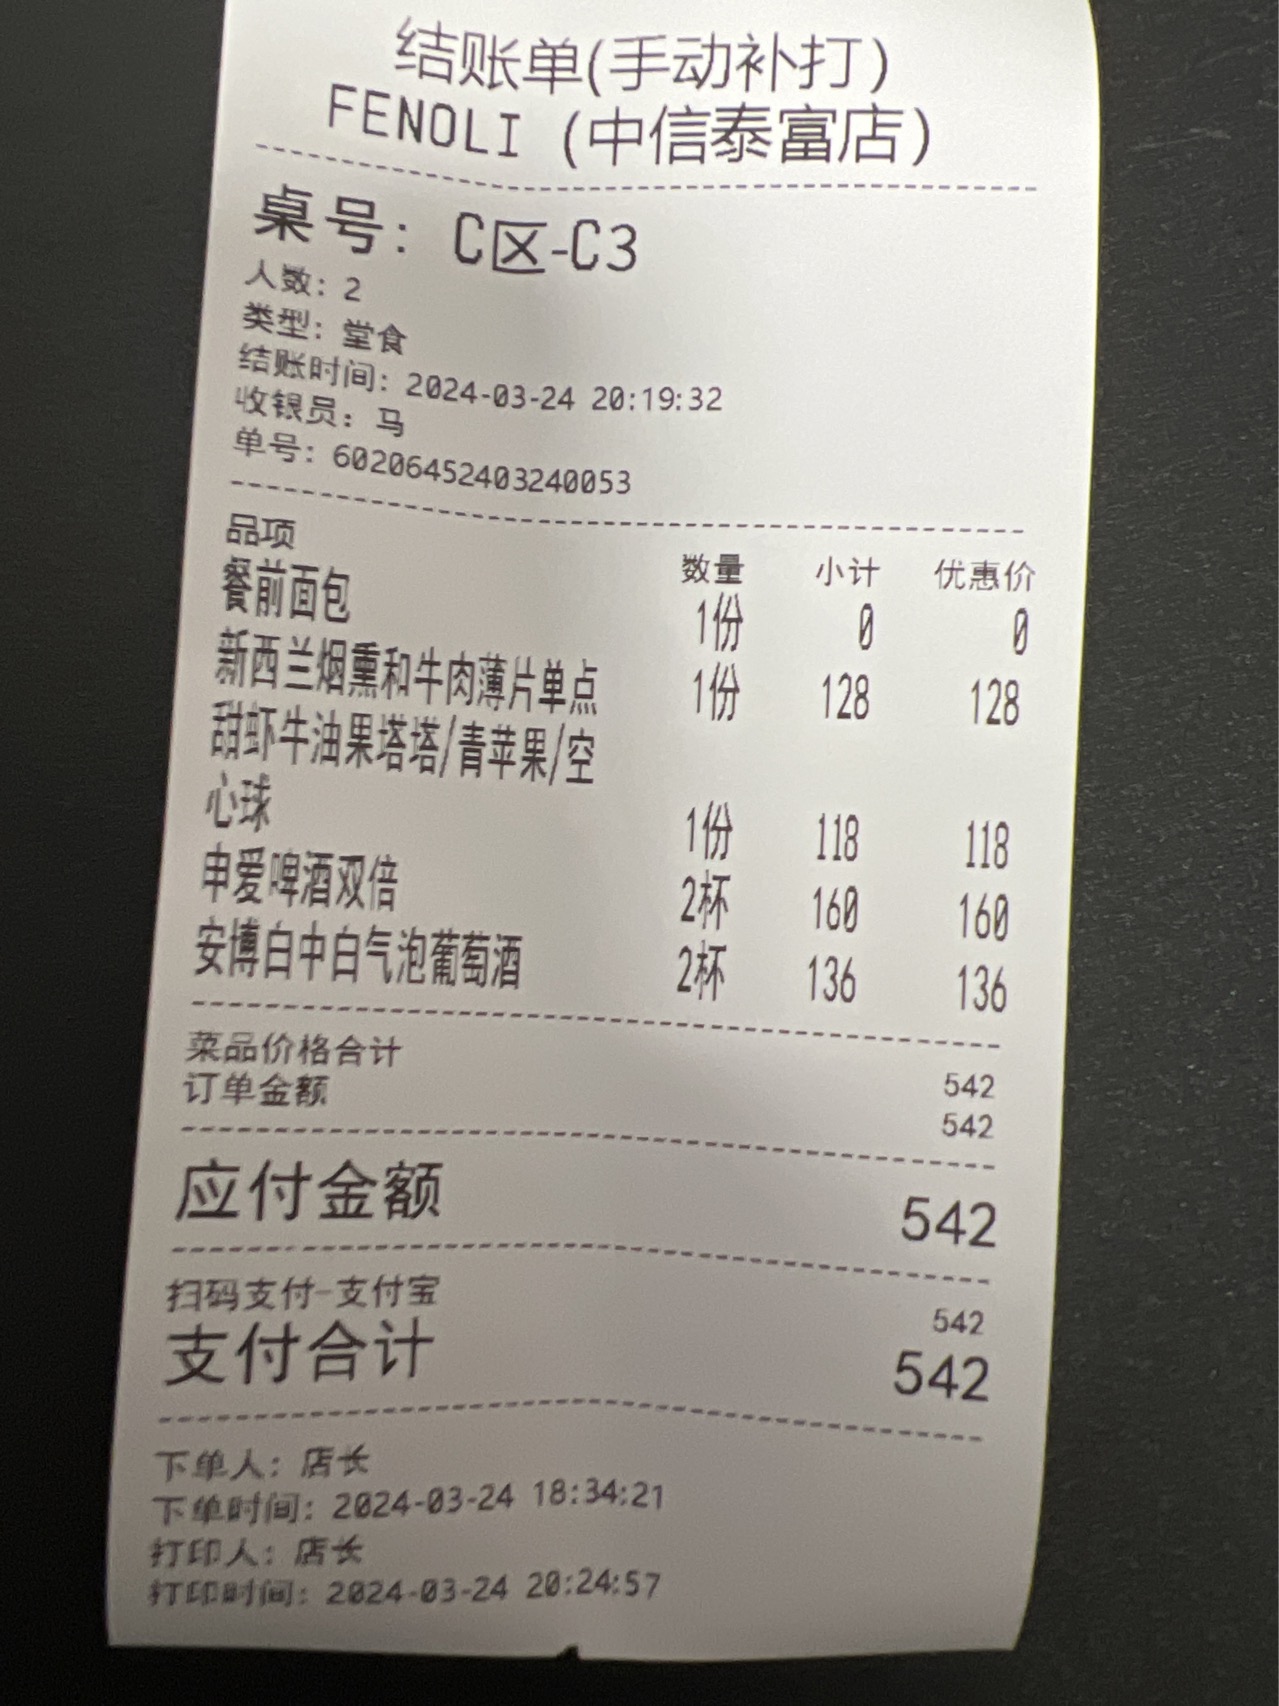 结账单(手动补打)
FENOLI (中信泰富店)
桌号: C区-C3
人数: 2
类型: 堂食
结账时间: 2024-03-24 20:19:32
收银员: 马
单号: 60206452403240053
品项 数量 小计 优惠价
餐前面包 1份 0 0
新西兰烟熏和牛肉薄片单点 1份 128 128
甜虾牛油果塔塔/青苹果/空
心球 1份 118 118
申爱啤酒双倍 2杯 160 160
安博白中白气泡葡萄酒 2杯 136 136
菜品价格合计 542
订单金额 542
应付金额 542
扫码支付-支付宝 542
支付合计 542
下单人: 店长
下单时间: 2024-03-24 18:34:21
打印人: 店长
打印时间: 2024-03-24 20:24:57